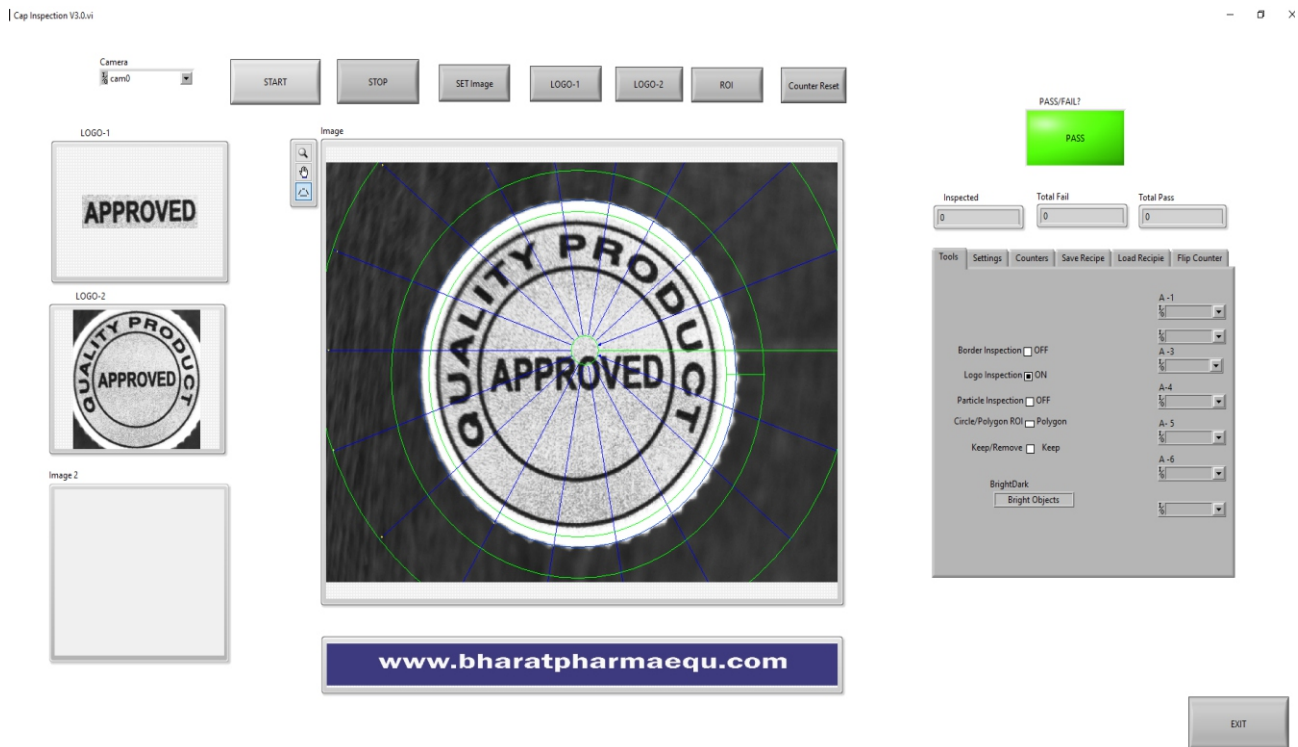 Cap Inspection V3.0.vi
Camera
cam0
START
STOP
SET Image
LOGO-1
LOGO-2
ROI
Counter Reset
PASS/FAIL?
PASS
LOGO-1
APPROVED
LOGO-2
QUALITY PRODUCT
APPROVED
Image 2
Image
QUALITY PRODUCT
APPROVED
www.bharatpharmaequ.com
Inspected
0
Total Fail
0
Total Pass
0
Tools Settings Counters Save Recipe Load Recipie Flip Counter
Border Inspection OFF
Logo Inspection ON
Particle Inspection OFF
Circle/Polygon ROI Polygon
Keep/Remove Keep
BrightDark
Bright Objects
A -1
A -3
A-4
A- 5
A -6
EXIT